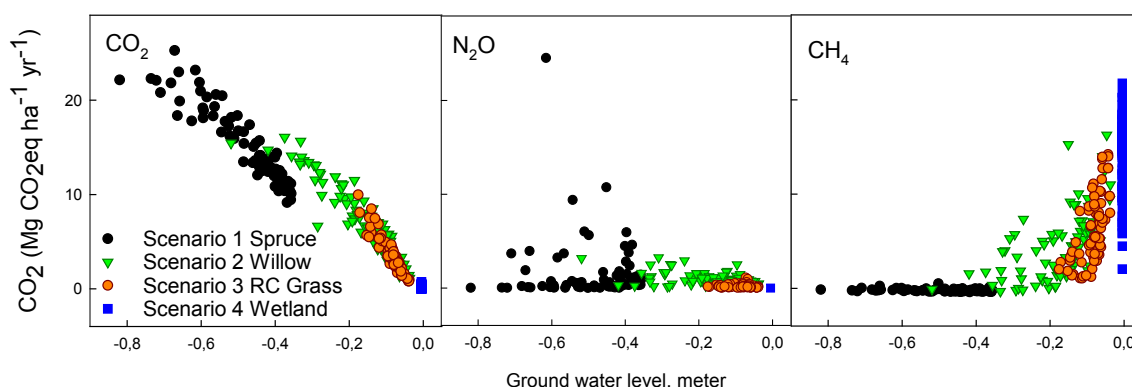 CO₂ (Mg CO₂eq ha⁻¹ yr⁻¹)
20
10
0
CO₂
N₂O
CH₄
Scenario 1 Spruce
Scenario 2 Willow
Scenario 3 RC Grass
Scenario 4 Wetland
-0,8 -0,6 -0,4 -0,2 0,0
-0,8 -0,6 -0,4 -0,2 0,0
-0,8 -0,6 -0,4 -0,2 0,0
Ground water level, meter